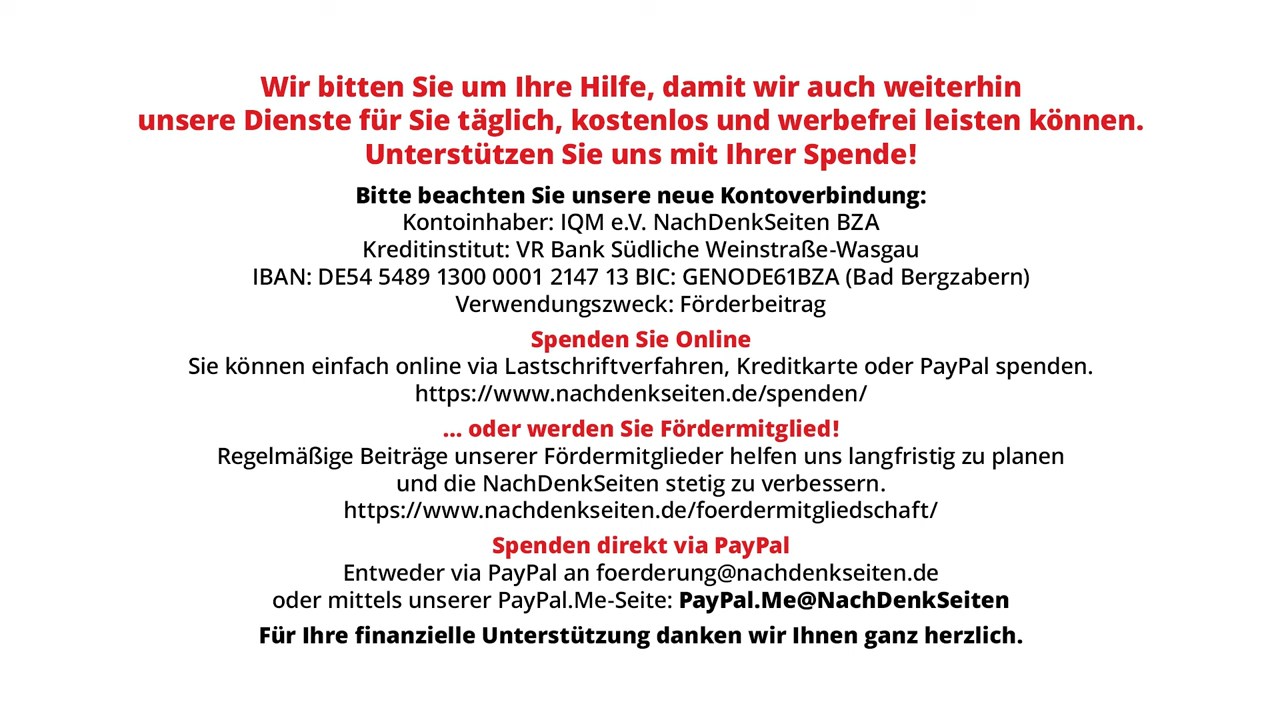 Wir bitten Sie um Ihre Hilfe, damit wir auch weiterhin
unsere Dienste für Sie täglich, kostenlos und werbefrei leisten können.
Unterstützen Sie uns mit Ihrer Spende!
Bitte beachten Sie unsere neue Kontoverbindung:
Kontoinhaber: IQM e.V. NachDenkSeiten BZA
Kreditinstitut: VR Bank Südliche Weinstraße-Wasgau
IBAN: DE54 5489 1300 0001 2147 13 BIC: GENODE61BZA (Bad Bergzabern)
Verwendungszweck: Förderbeitrag
Spenden Sie Online
Sie können einfach online via Lastschriftverfahren, Kreditkarte oder PayPal spenden.
https://www.nachdenkseiten.de/spenden/
... oder werden Sie Fördermitglied!
Regelmäßige Beiträge unserer Fördermitglieder helfen uns langfristig zu planen
und die NachDenkSeiten stetig zu verbessern.
https://www.nachdenkseiten.de/foerdermitgliedschaft/
Spenden direkt via PayPal
Entweder via PayPal an foerderung@nachdenkseiten.de
oder mittels unserer PayPal.Me-Seite: PayPal.Me@NachDenkSeiten
Für Ihre finanzielle Unterstützung danken wir Ihnen ganz herzlich.